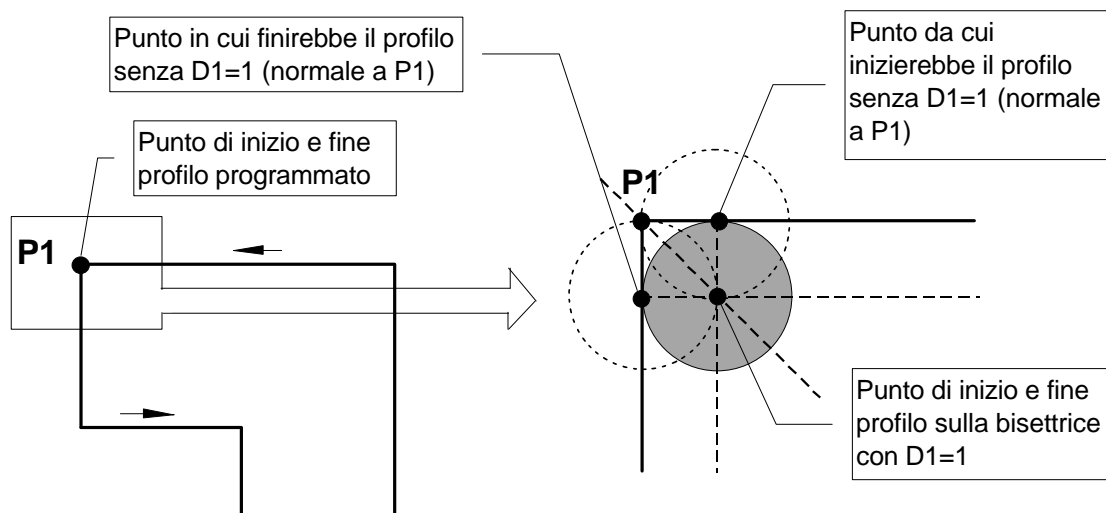 Punto in cui finirebbe il profilo
senza D1=1 (normale a P1)
Punto da cui
inizierebbe il profilo
senza D1=1 (normale
a P1)
Punto di inizio e fine
profilo programmato
P1
P1
Punto di inizio e fine
profilo sulla bisettrice
con D1=1